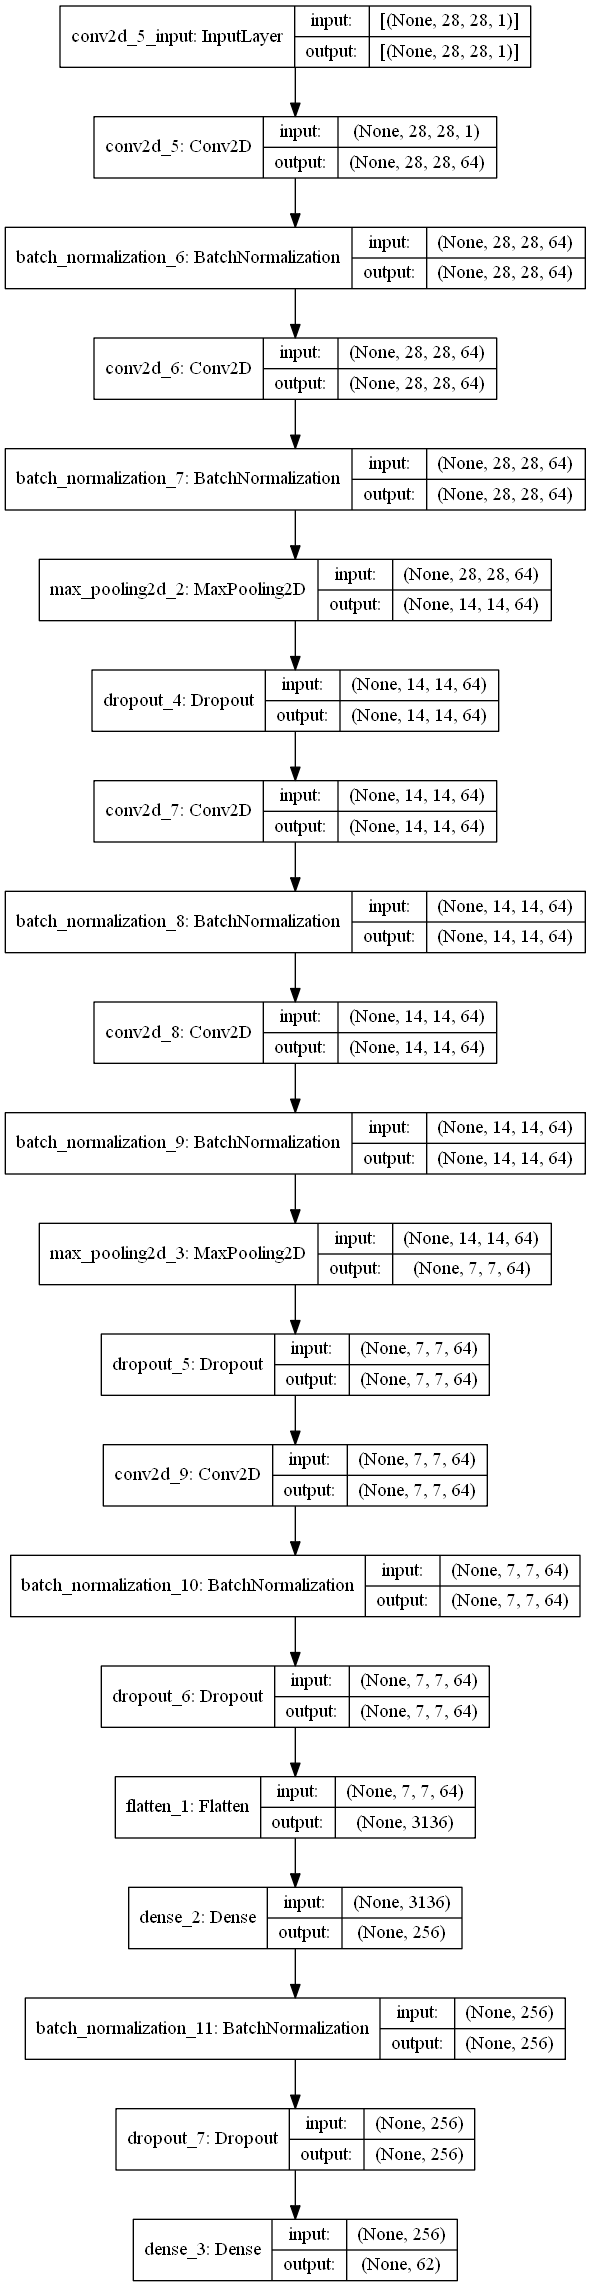 conv2d_5_input: InputLayer
input: [(None, 28, 28, 1)]
output: [(None, 28, 28, 1)]
conv2d_5: Conv2D
input: (None, 28, 28, 1)
output: (None, 28, 28, 64)
batch_normalization_6: BatchNormalization
input: (None, 28, 28, 64)
output: (None, 28, 28, 64)
conv2d_6: Conv2D
input: (None, 28, 28, 64)
output: (None, 28, 28, 64)
batch_normalization_7: BatchNormalization
input: (None, 28, 28, 64)
output: (None, 28, 28, 64)
max_pooling2d_2: MaxPooling2D
input: (None, 28, 28, 64)
output: (None, 14, 14, 64)
dropout_4: Dropout
input: (None, 14, 14, 64)
output: (None, 14, 14, 64)
conv2d_7: Conv2D
input: (None, 14, 14, 64)
output: (None, 14, 14, 64)
batch_normalization_8: BatchNormalization
input: (None, 14, 14, 64)
output: (None, 14, 14, 64)
conv2d_8: Conv2D
input: (None, 14, 14, 64)
output: (None, 14, 14, 64)
batch_normalization_9: BatchNormalization
input: (None, 14, 14, 64)
output: (None, 14, 14, 64)
max_pooling2d_3: MaxPooling2D
input: (None, 14, 14, 64)
output: (None, 7, 7, 64)
dropout_5: Dropout
input: (None, 7, 7, 64)
output: (None, 7, 7, 64)
conv2d_9: Conv2D
input: (None, 7, 7, 64)
output: (None, 7, 7, 64)
batch_normalization_10: BatchNormalization
input: (None, 7, 7, 64)
output: (None, 7, 7, 64)
dropout_6: Dropout
input: (None, 7, 7, 64)
output: (None, 7, 7, 64)
flatten_1: Flatten
input: (None, 7, 7, 64)
output: (None, 3136)
dense_2: Dense
input: (None, 3136)
output: (None, 256)
batch_normalization_11: BatchNormalization
input: (None, 256)
output: (None, 256)
dropout_7: Dropout
input: (None, 256)
output: (None, 256)
dense_3: Dense
input: (None, 256)
output: (None, 62)